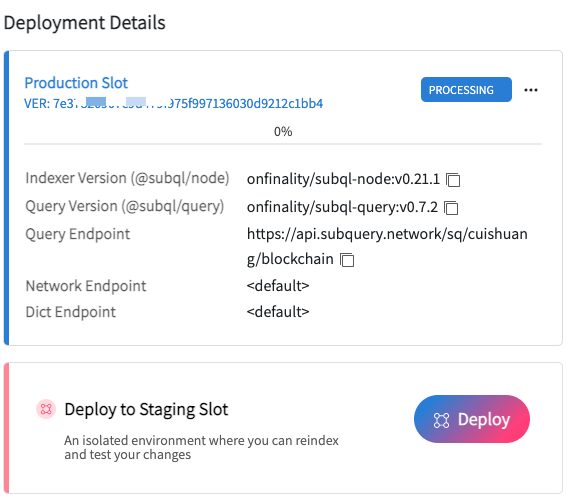 Deployment Details
Production Slot
PROCESSING
VER: 975f997136030d9212c1bb4
0%
Indexer Version (@subql/node) onfinality/subql-node:v0.21.1
Query Version (@subql/query) onfinality/subql-query:v0.7.2
Query Endpoint https://api.subquery.network/sq/cuishuan
g/blockchain
Network Endpoint <default>
Dict Endpoint <default>
Deploy to Staging Slot
An isolated environment where you can reindex
and test your changes
Deploy